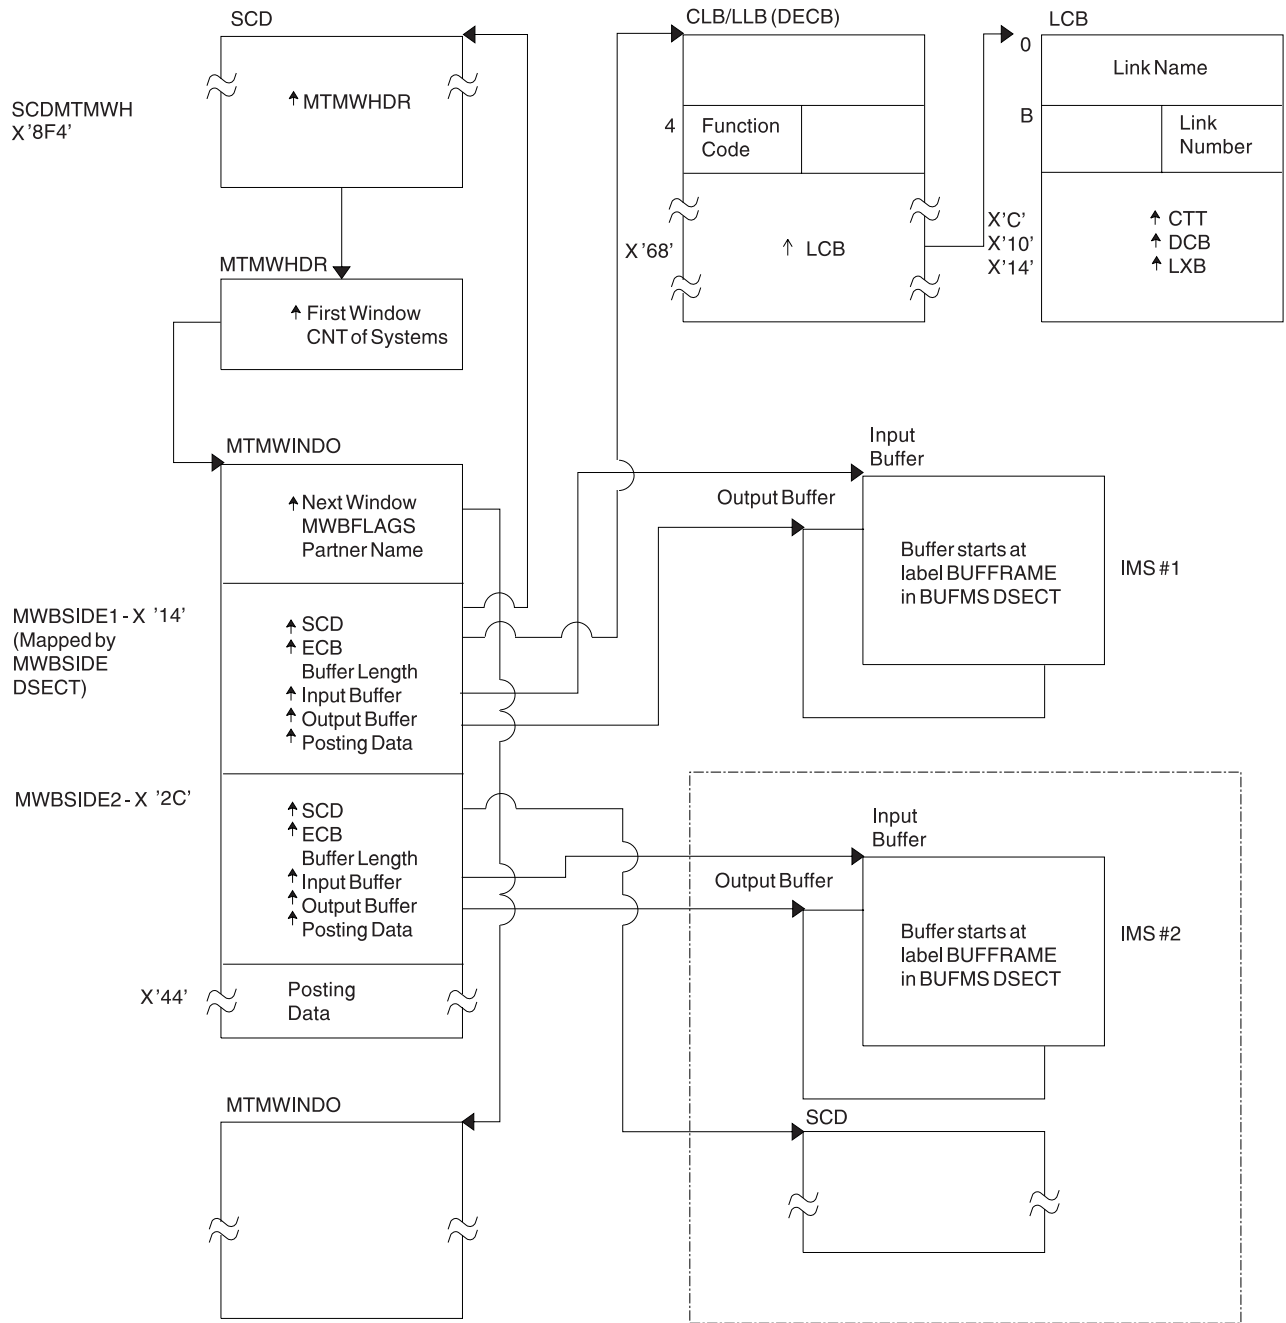 SCD
SCDMTMWH
X '8F4'
↑ MTMWHDR
MTMWHDR
↑ First Window
CNT of Systems
MTMWINDO
↑ Next Window
MWBFLAGS
Partner Name
MWBSIDE1 - X '14'
(Mapped by
MWBSIDE
DSECT)
↑ SCD
↑ ECB
Buffer Length
↑ Input Buffer
↑ Output Buffer
↑ Posting Data
MWBSIDE2 - X '2C'
↑ SCD
↑ ECB
Buffer Length
↑ Input Buffer
↑ Output Buffer
↑ Posting Data
X '44'
Posting
Data
MTMWINDO
CLB/LLB (DECB)
4
Function
Code
X '68'
↑ LCB
LCB
0
Link Name
B
Link
Number
X'C'
X'10'
X'14'
↑ CTT
↑ DCB
↑ LXB
Input
Buffer
Output Buffer
Buffer starts at
label BUFFRAME
in BUFMS DSECT
IMS #1
Input
Buffer
Output Buffer
Buffer starts at
label BUFFRAME
in BUFMS DSECT
IMS #2
SCD